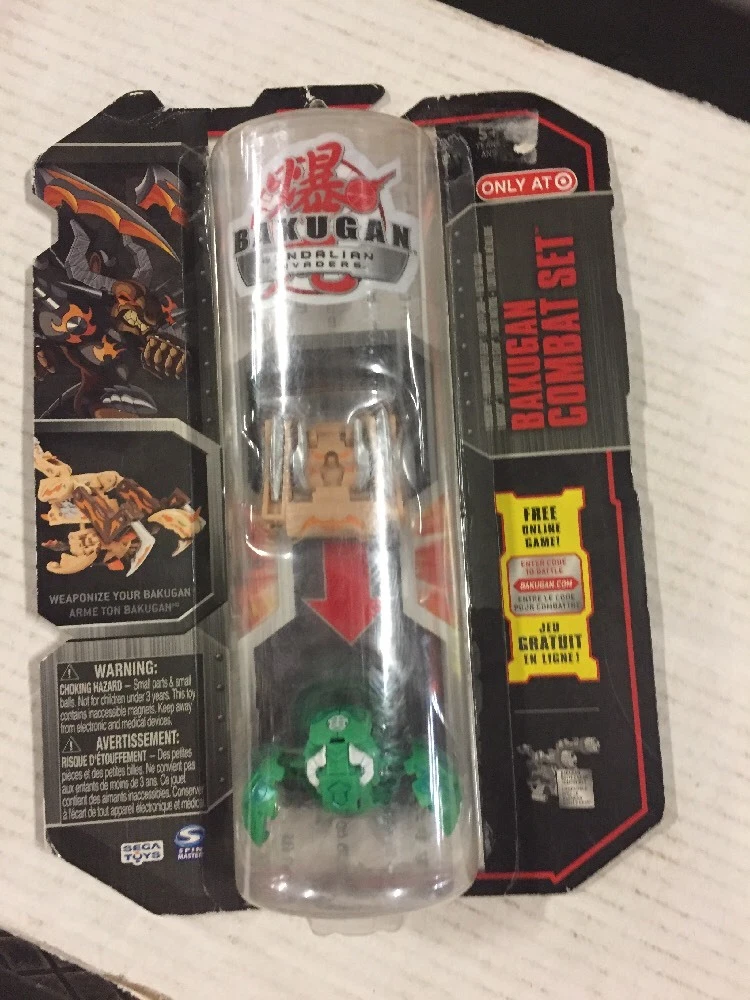 爆
BAKUGAN
GUNDALIAN
INVADERS
ONLY AT
BAKUGAN™
COMBAT SET™
FREE
ONLINE
GAME!
ENTER CODE
TO BATTLE
BAKUGAN.COM
ENTRE LE CODE
POUR COMBATTRE
JEU
GRATUIT
EN LIGNE!
WEAPONIZE YOUR BAKUGAN
ARME TON BAKUGAN™
WARNING:
CHOKING HAZARD – Small parts & small
balls. Not for children under 3 years. This toy
contains inaccessible magnets. Keep away
from electronic and medical devices.
AVERTISSEMENT:
RISQUE D'ÉTOUFFEMENT – Des petites
pièces et des petites billes. Ne convient pas
aux enfants de moins de 3 ans. Ce jouet
contient des aimants inaccessibles. Conserver
à l'écart de tout appareil électronique et médic
SEGA
TOYS
SPIN
MASTER